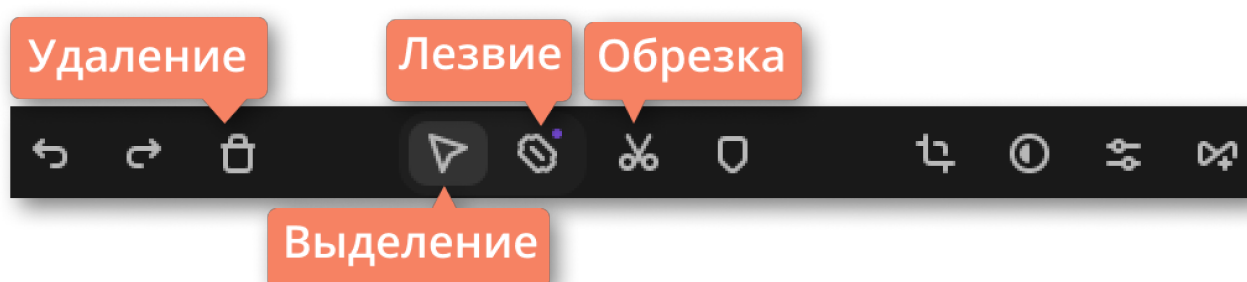 Удаление
Лезвие
Обрезка
Выделение